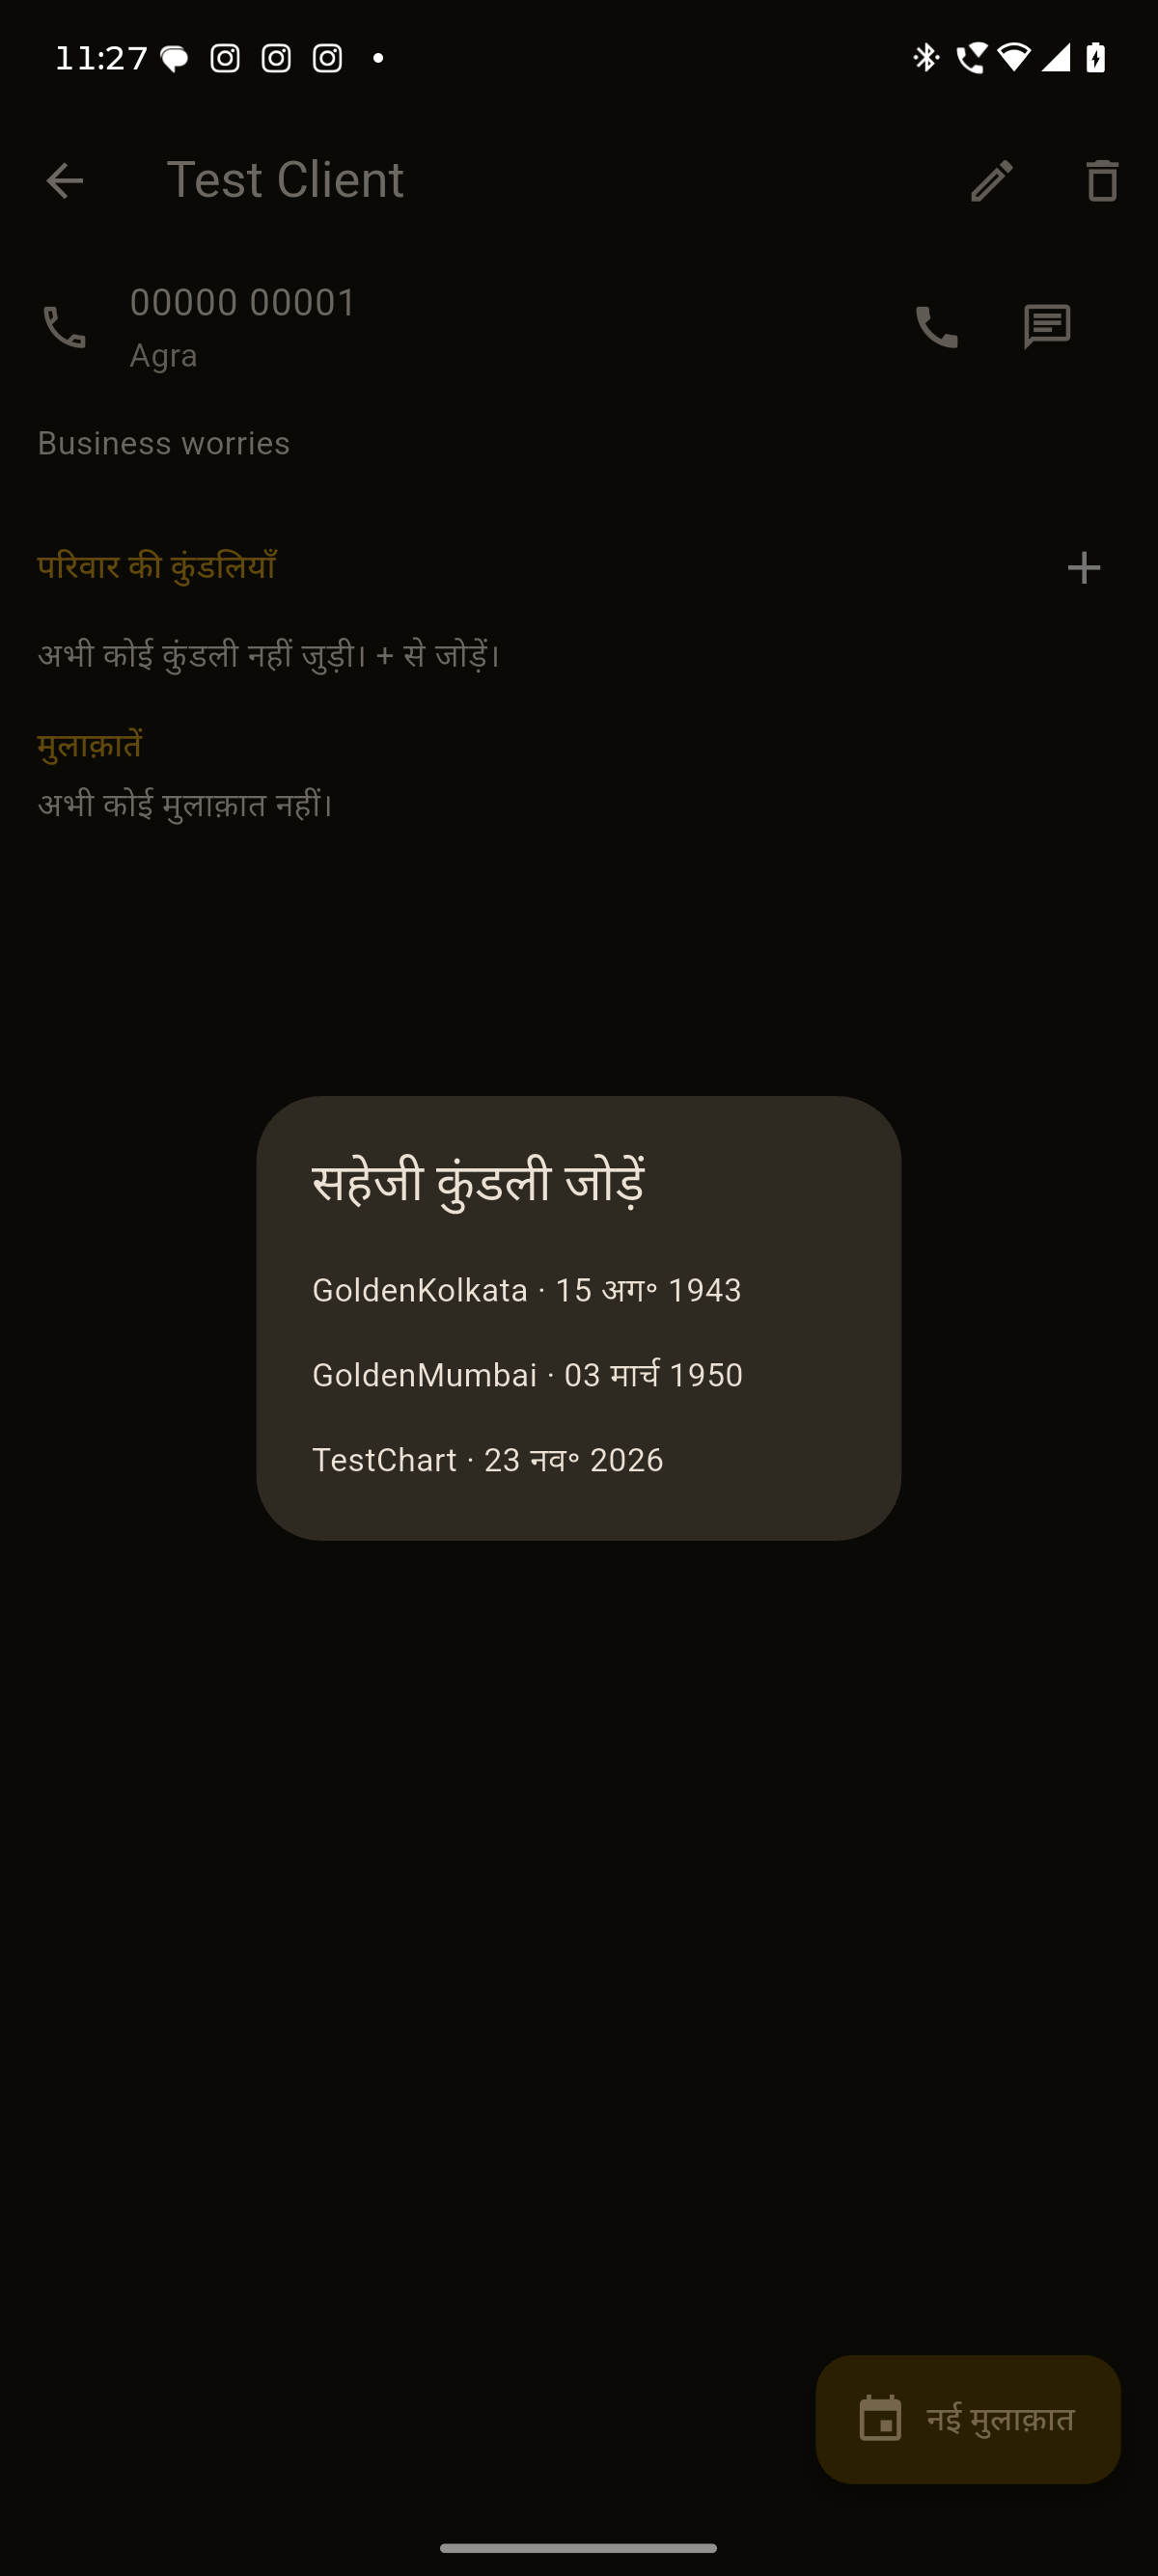 11:27
Test Client
00000 00001
Agra
Business worries
परिवार की कुंडलियाँ
अभी कोई कुंडली नहीं जुड़ी। + से जोड़ें।
मुलाक़ातें
अभी कोई मुलाक़ात नहीं।
सहेजी कुंडली जोड़ें
GoldenKolkata · 15 अग॰ 1943
GoldenMumbai · 03 मार्च 1950
TestChart · 23 नव॰ 2026
नई मुलाक़ात